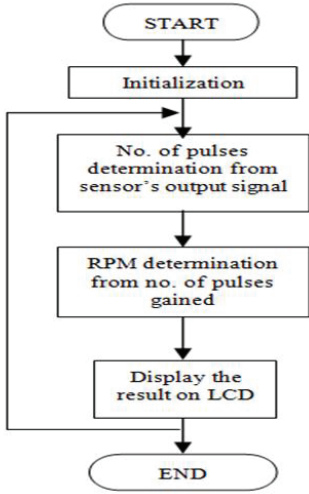 START
Initialization
No. of pulses
determination from
sensor's output signal
RPM determination
from no. of pulses
gained
Display the
result on LCD
END